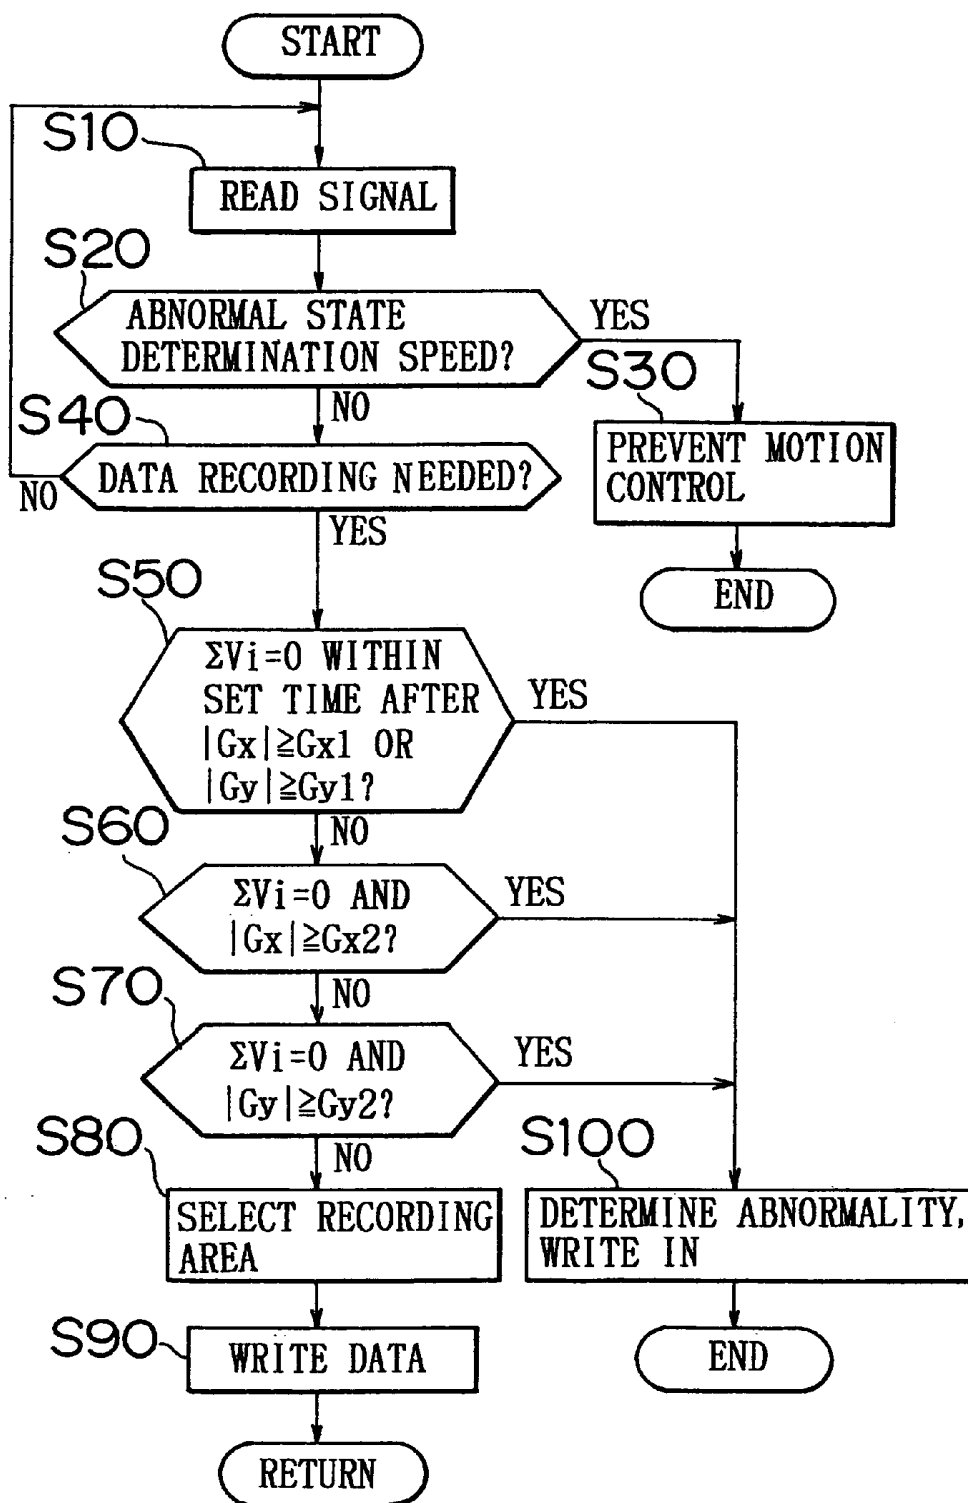 START
S10
READ SIGNAL
S20
ABNORMAL STATE
DETERMINATION SPEED?
YES
S30
PREVENT MOTION
CONTROL
END
NO
S40
DATA RECORDING NEEDED?
NO
YES
S50
ΣVi=0 WITHIN
SET TIME AFTER
|Gx|≧Gx1 OR
|Gy|≧Gy1?
YES
NO
S60
ΣVi=0 AND
|Gx|≧Gx2?
YES
NO
S70
ΣVi=0 AND
|Gy|≧Gy2?
YES
NO
S80
SELECT RECORDING
AREA
S100
DETERMINE ABNORMALITY,
WRITE IN
S90
WRITE DATA
END
RETURN